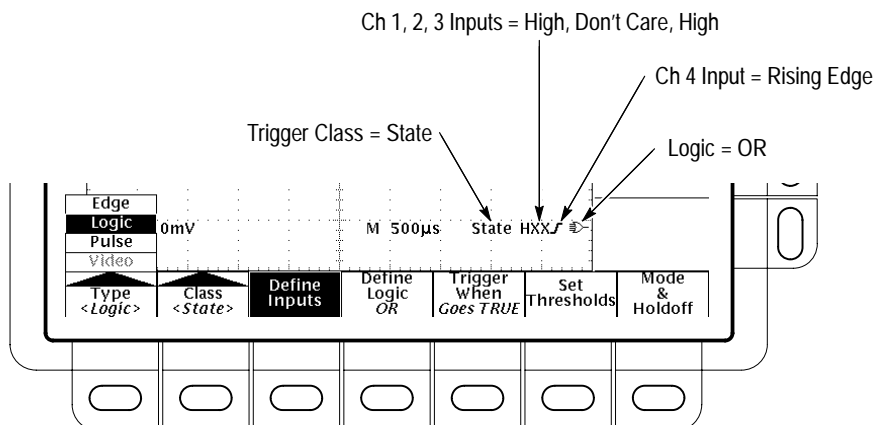 Ch 1, 2, 3 Inputs = High, Don't Care, High
Ch 4 Input = Rising Edge
Trigger Class = State
Logic = OR
Edge
Logic
Pulse
Video
0mV
M 500µs
State HXX
Type
<Logic>
Class
<State>
Define
Inputs
Define
Logic
OR
Trigger
When
Goes TRUE
Set
Thresholds
Mode
&
Holdoff